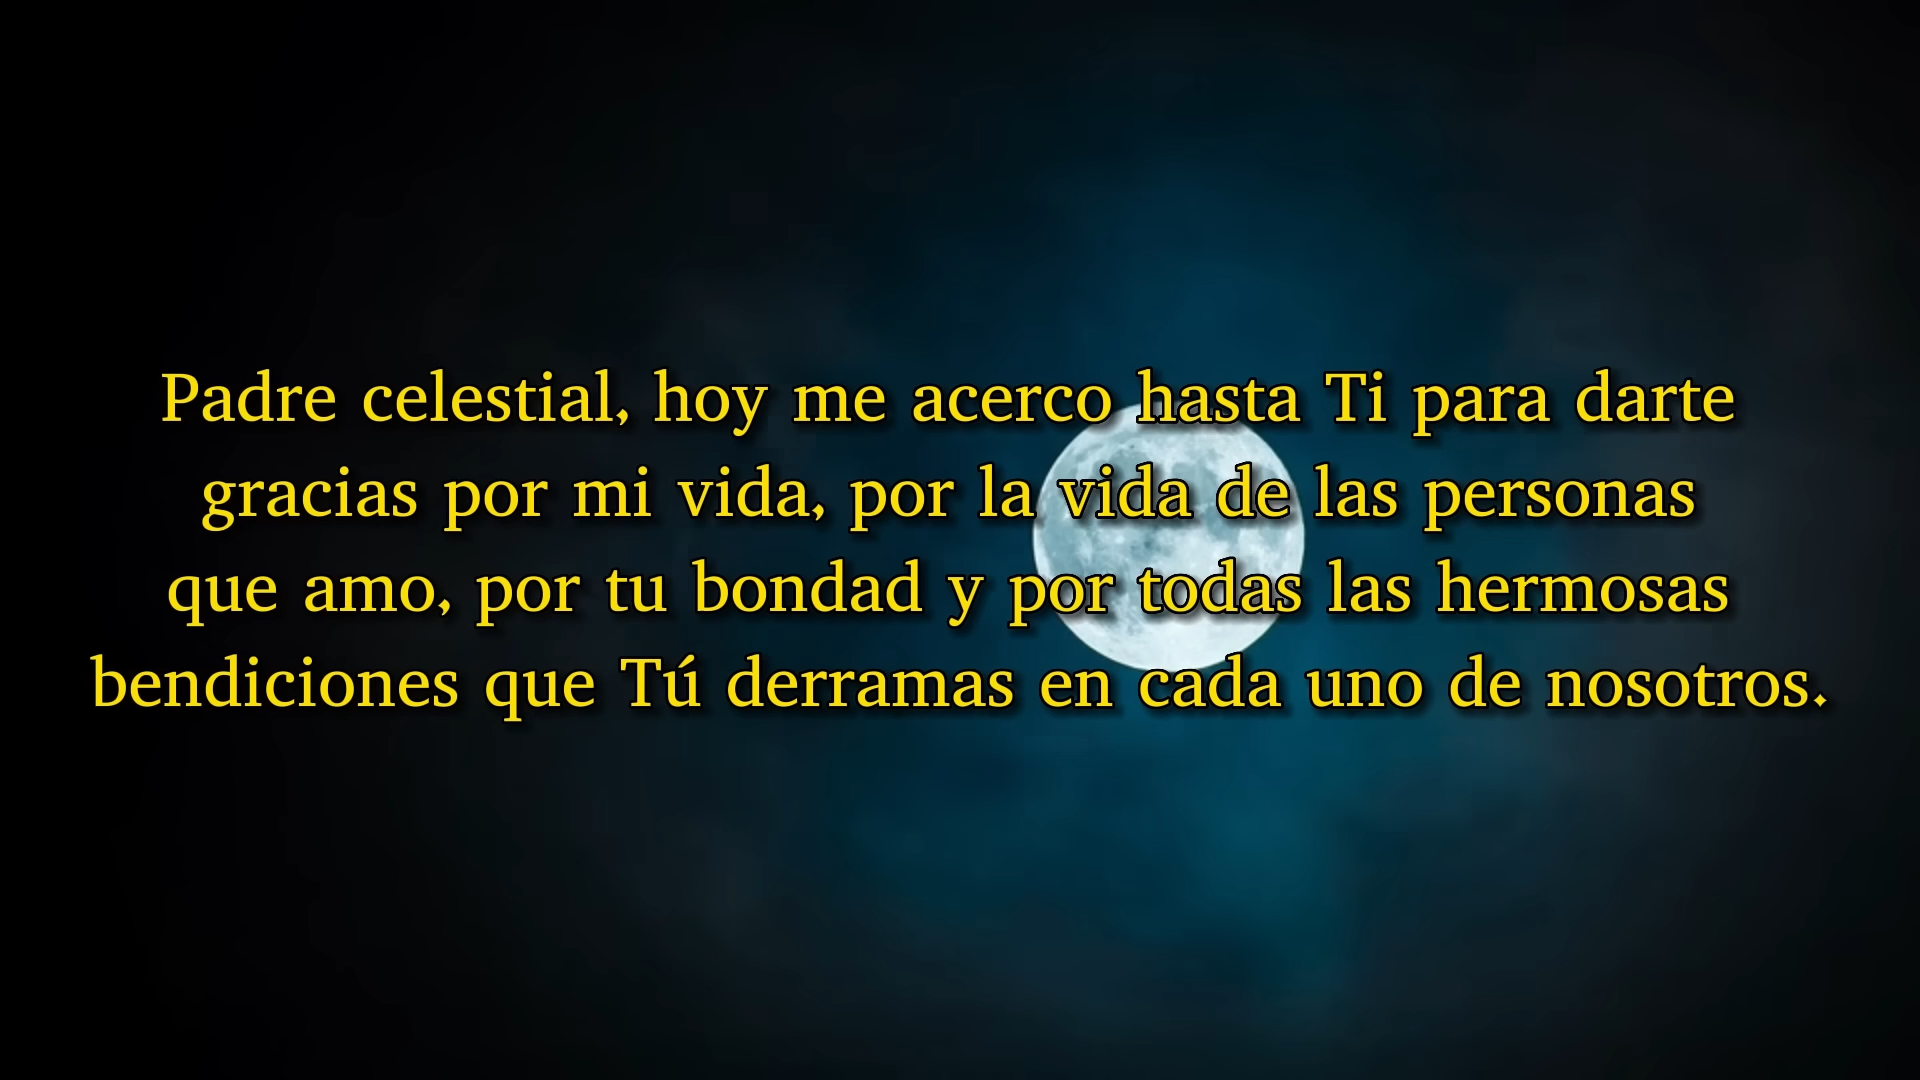 Padre celestial, hoy me acerco hasta Ti para darte
gracias por mi vida, por la vida de las personas
que amo, por tu bondad y por todas las hermosas
bendiciones que Tú derramas en cada uno de nosotros.